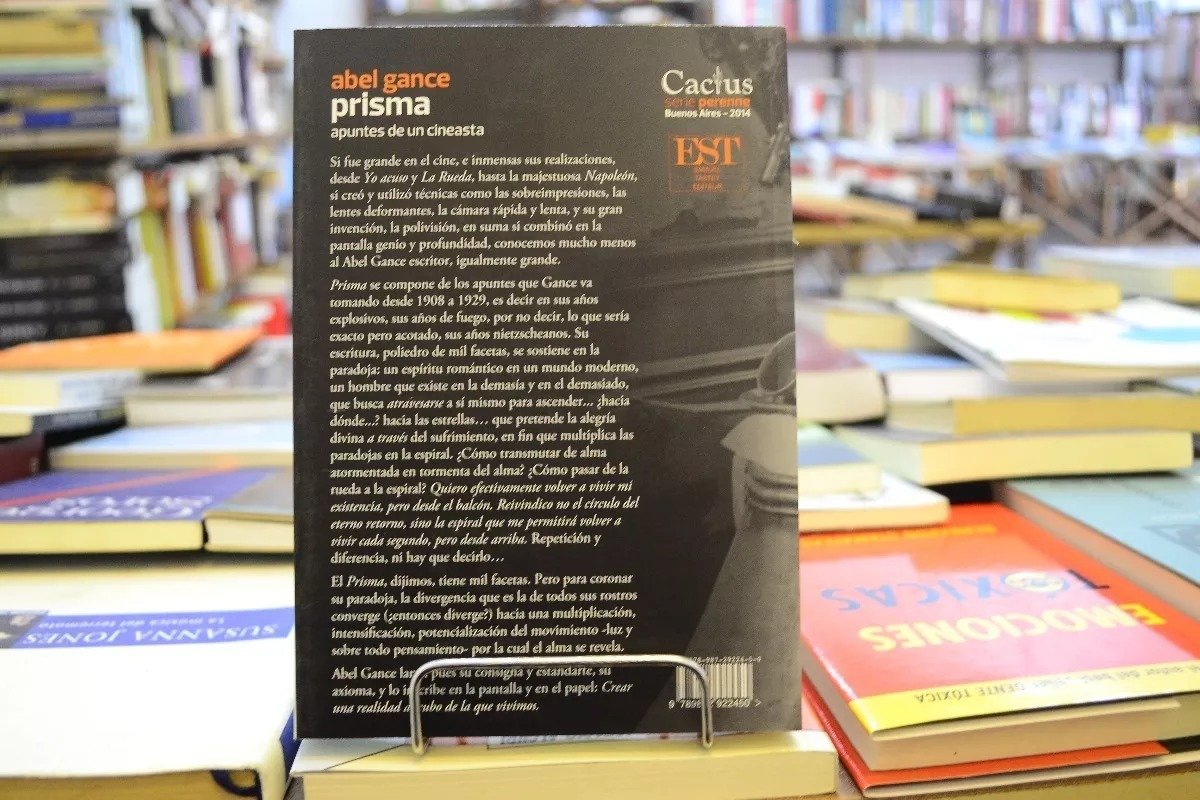 abel gance
prisma
apuntes de un cineasta
Cactus
serie perenne
Buenos Aires – 2014
EST
Si fue grande en el cine, e inmensas sus realizaciones,
desde Yo acuso y La Rueda, hasta la majestuosa Napoleón,
si creó y utilizó técnicas como las sobreimpresiones, las
lentes deformantes, la cámara rápida y lenta, y su gran
invención, la polivisión, en suma si combinó en la
pantalla genio y profundidad, conocemos mucho menos
al Abel Gance escritor, igualmente grande.
Prisma se compone de los apuntes que Gance va
tomando desde 1908 a 1929, es decir en sus años
explosivos, sus años de fuego, por no decir, lo que sería
exacto pero acotado, sus años nietzscheanos. Su
escritura, poliedro de mil facetas, se sostiene en la
paradoja: un espíritu romántico en un mundo moderno,
un hombre que existe en la demasía y en el demasiado,
que busca atravesarse a sí mismo para ascender... ¿hacia
dónde...? hacia las estrellas... que pretende la alegría
divina a través del sufrimiento, en fin que multiplica las
paradojas en la espiral. ¿Cómo transmutar de alma
atormentada en tormenta del alma? ¿Cómo pasar de la
rueda a la espiral? Quiero efectivamente volver a vivir mi
existencia, pero desde el balcón. Reivindico no el círculo del
eterno retorno, sino la espiral que me permitirá volver a
vivir cada segundo, pero desde arriba. Repetición y
diferencia, ni hay que decirlo...
El Prisma, dijimos, tiene mil facetas. Pero para coronar
su paradoja, la divergencia que es la de todos sus rostros
converge (¿entonces diverge?) hacia una multiplicación,
intensificación, potencialización del movimiento -luz y
sobre todo pensamiento- por la cual el alma se revela.
Abel Gance pues su consigna y estandarte, su
axioma, y lo en la pantalla y en el papel: Crear
una realidad de la que vivimos.
SUSANNA JONES
La música del terremoto
EMOCIONES
TÓXICAS
GENTE TÓXICA